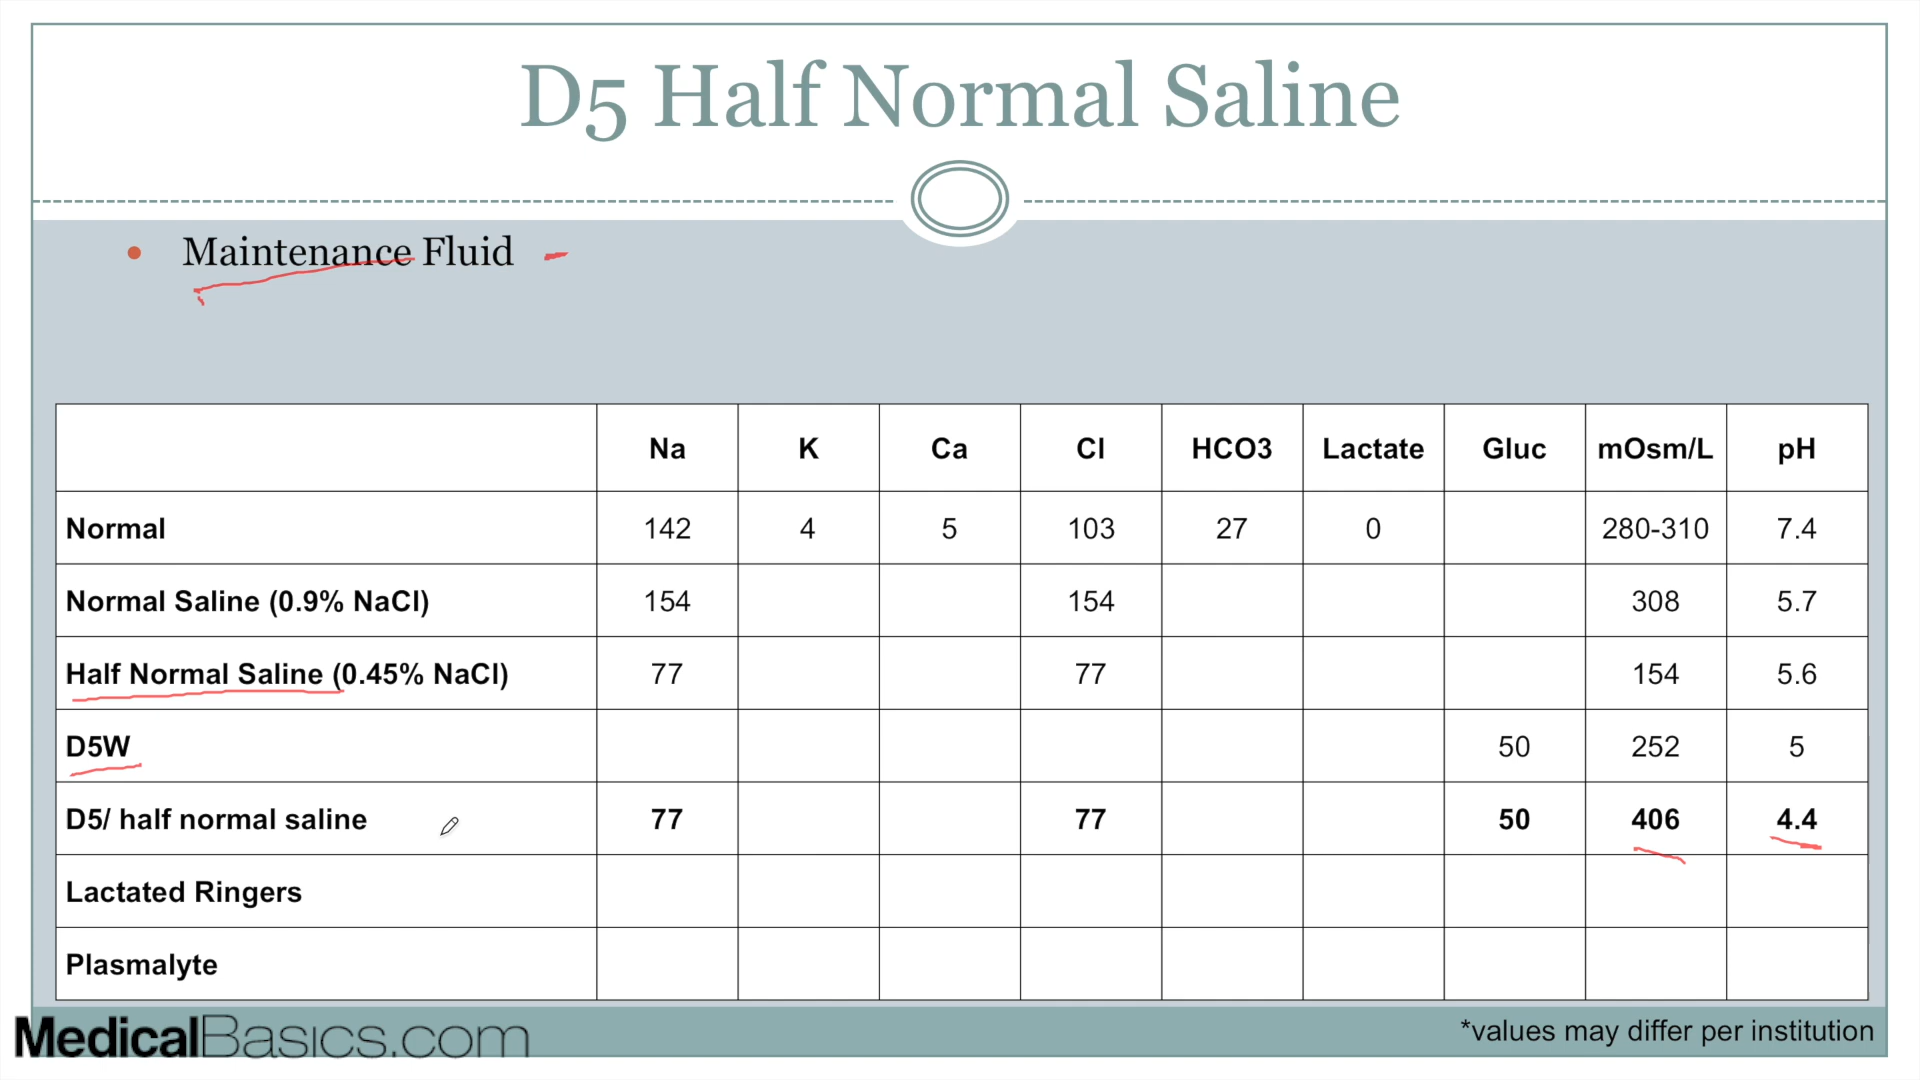 D5 Half Normal Saline
Maintenance Fluid
Na K Ca Cl HCO3 Lactate Gluc mOsm/L pH
Normal 142 4 5 103 27 0 280-310 7.4
Normal Saline (0.9% NaCl) 154 154 308 5.7
Half Normal Saline (0.45% NaCl) 77 77 154 5.6
D5W 50 252 5
D5/ half normal saline 77 77 50 406 4.4
Lactated Ringers
Plasmalyte
MedicalBasics.com
*values may differ per institution